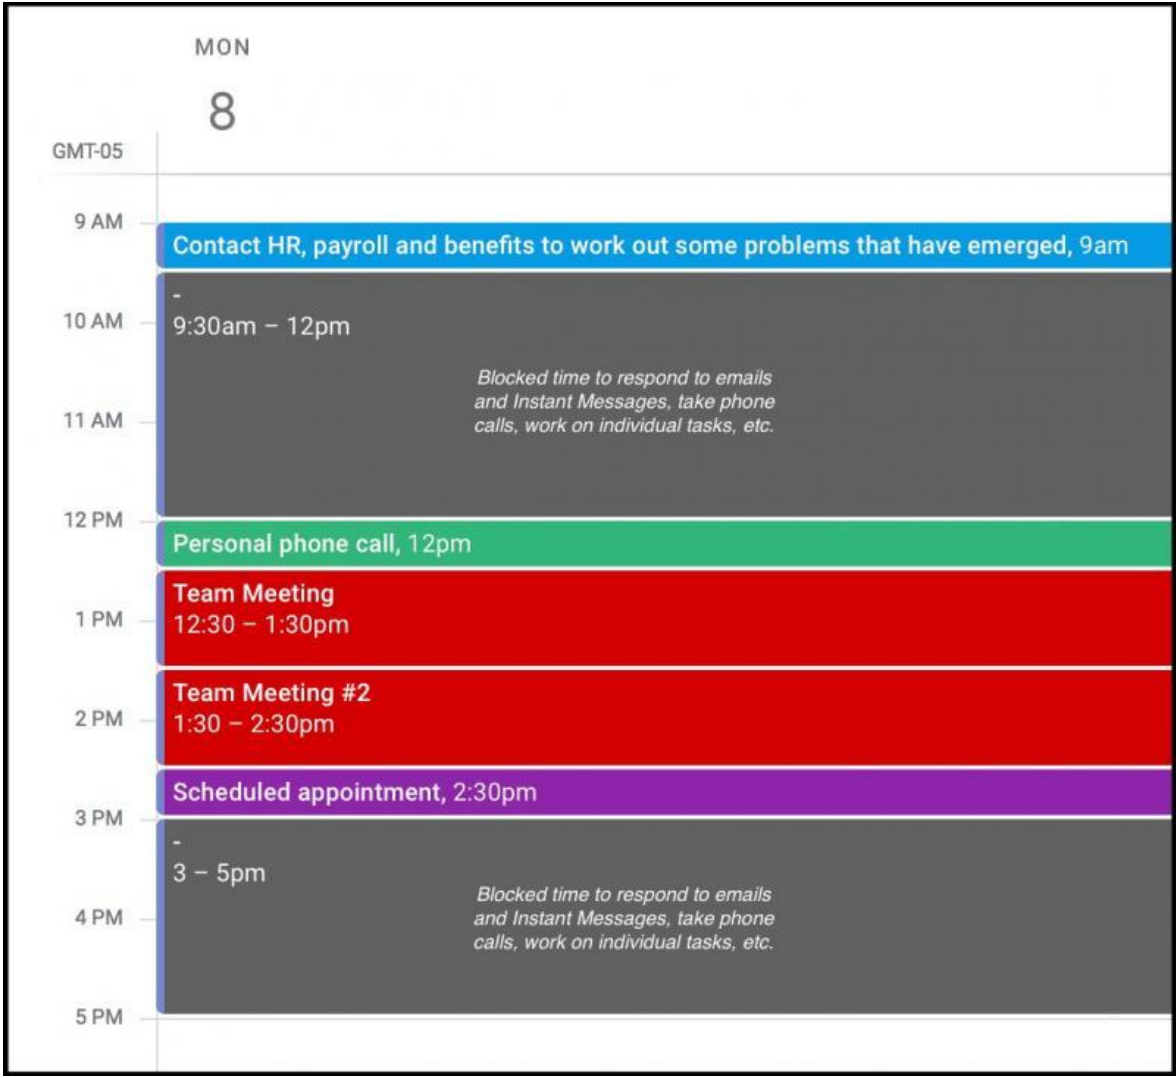 MON
8
GMT-05
9 AM
Contact HR, payroll and benefits to work out some problems that have emerged, 9am
-
10 AM
9:30am – 12pm
Blocked time to respond to emails
and Instant Messages, take phone
11 AM
calls, work on individual tasks, etc.
12 PM
Personal phone call, 12pm
Team Meeting
1 PM
12:30 – 1:30pm
Team Meeting #2
2 PM
1:30 – 2:30pm
Scheduled appointment, 2:30pm
3 PM
-
3 – 5pm
Blocked time to respond to emails
4 PM
and Instant Messages, take phone
calls, work on individual tasks, etc.
5 PM